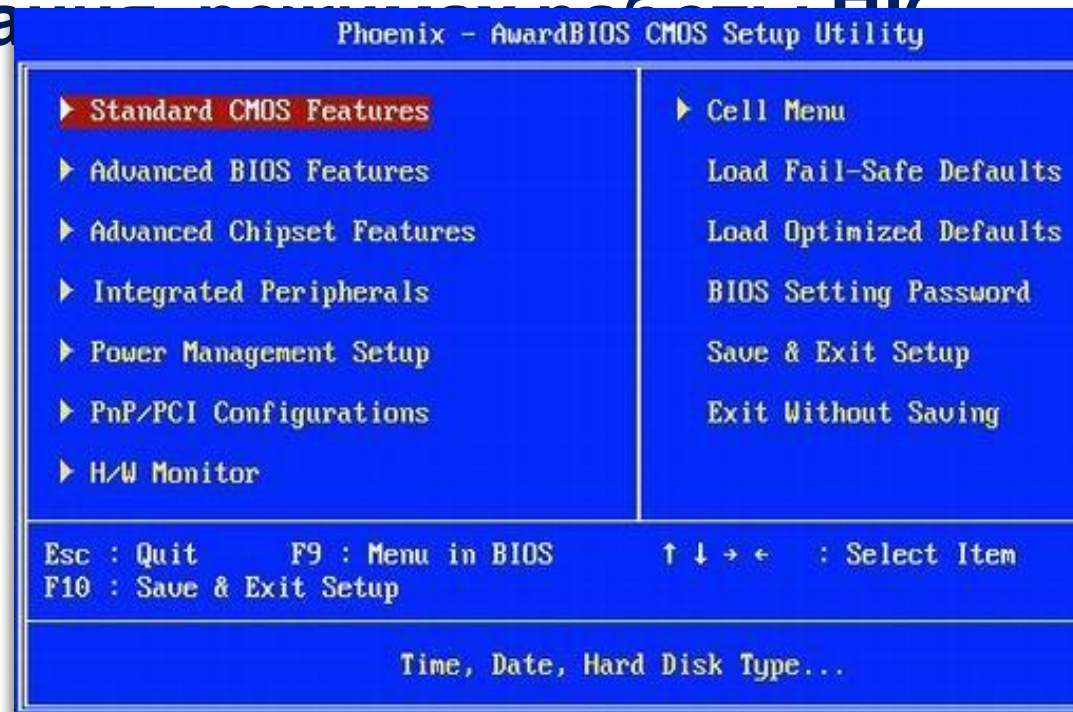 режимах работы ПК
Phoenix - AwardBIOS CMOS Setup Utility
Standard CMOS Features
Advanced BIOS Features
Advanced Chipset Features
Integrated Peripherals
Power Management Setup
PnP/PCI Configurations
H/W Monitor
Cell Menu
Load Fail-Safe Defaults
Load Optimized Defaults
BIOS Setting Password
Save & Exit Setup
Exit Without Saving
Esc : Quit F9 : Menu in BIOS ↑ ↓ → ← : Select Item
F10 : Save & Exit Setup
Time, Date, Hard Disk Type...